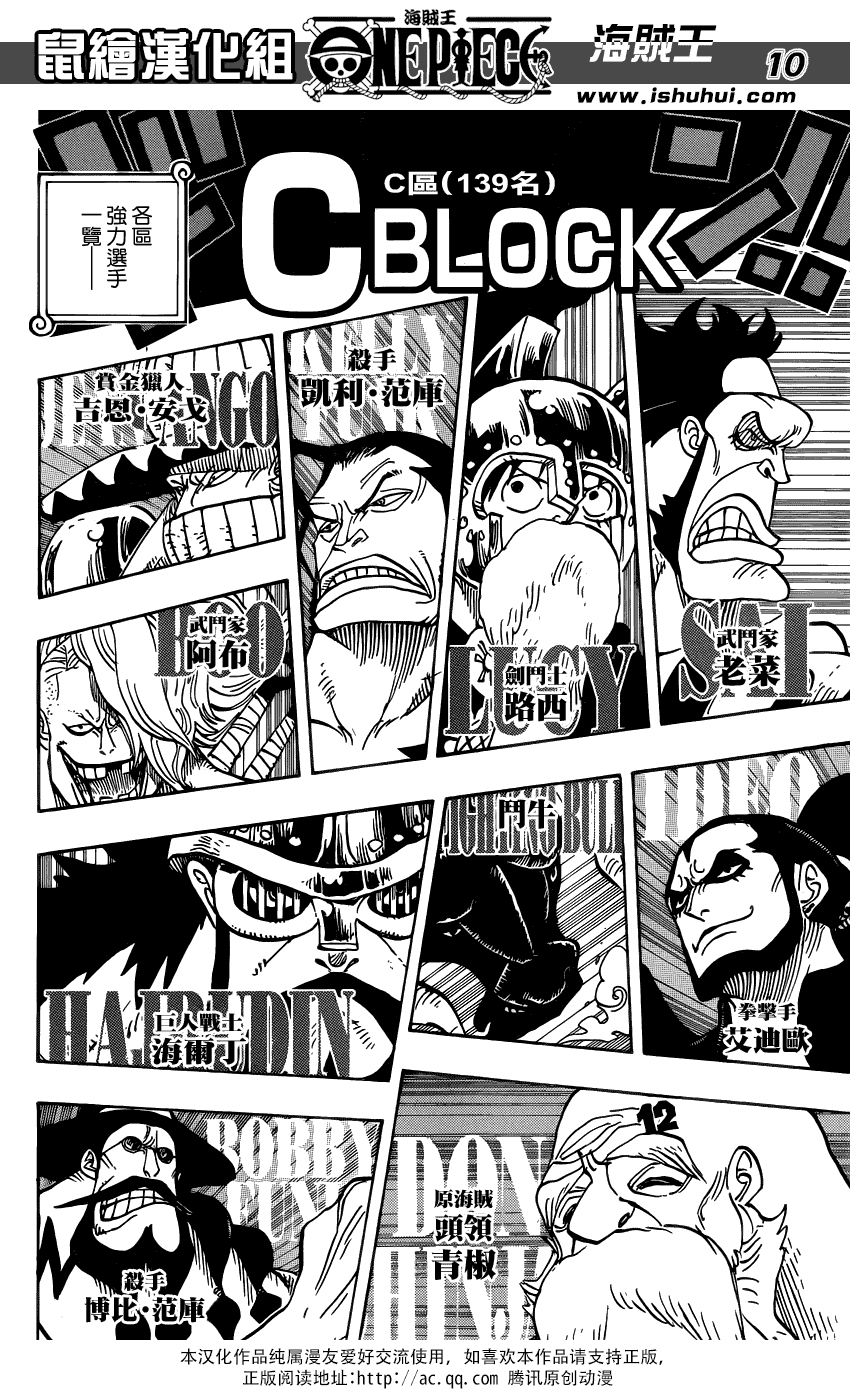 鼠繪漢化組
海賊王
ONE PIECE
海賊王
10
www.ishuhui.com
各區
強力選手
一覽——
C區(139名)
C BLOCK
JEAN ANGO
賞金獵人
吉恩·安戈
KELLY FUNK
殺手
凱利·范庫
LUCY
劍鬥士
路西
SAI
武鬥家
老菜
BOO
武鬥家
阿布
HAJRUDIN
巨人戰士
海爾丁
FIGHTING BULL
鬥牛
IDEO
拳擊手
艾迪歐
BOBBY
FUNK
殺手
博比·范庫
DON
CHINJAO
原海賊
頭領
青椒
12
本汉化作品纯属漫友爱好交流使用，如喜欢本作品请支持正版，
正版阅读地址:http://ac.qq.com 腾讯原创动漫